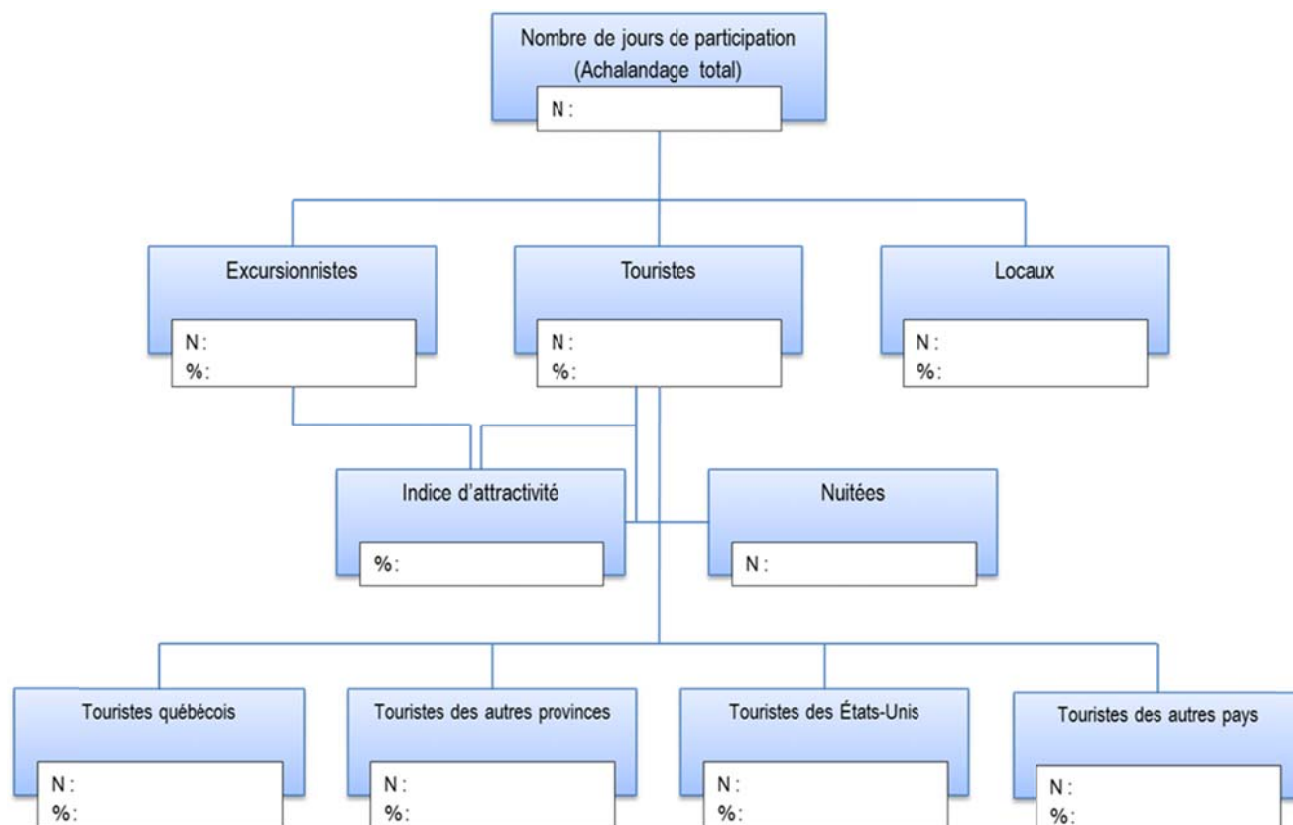 Nombre de jours de participation
(Achalandage total)
N :
Excursionnistes
N :
%:
Touristes
N :
%:
Locaux
N :
%:
Indice d'attractivité
%:
Nuitées
N :
Touristes québécois
N :
%:
Touristes des autres provinces
N :
%:
Touristes des États-Unis
N :
%:
Touristes des autres pays
N :
%: